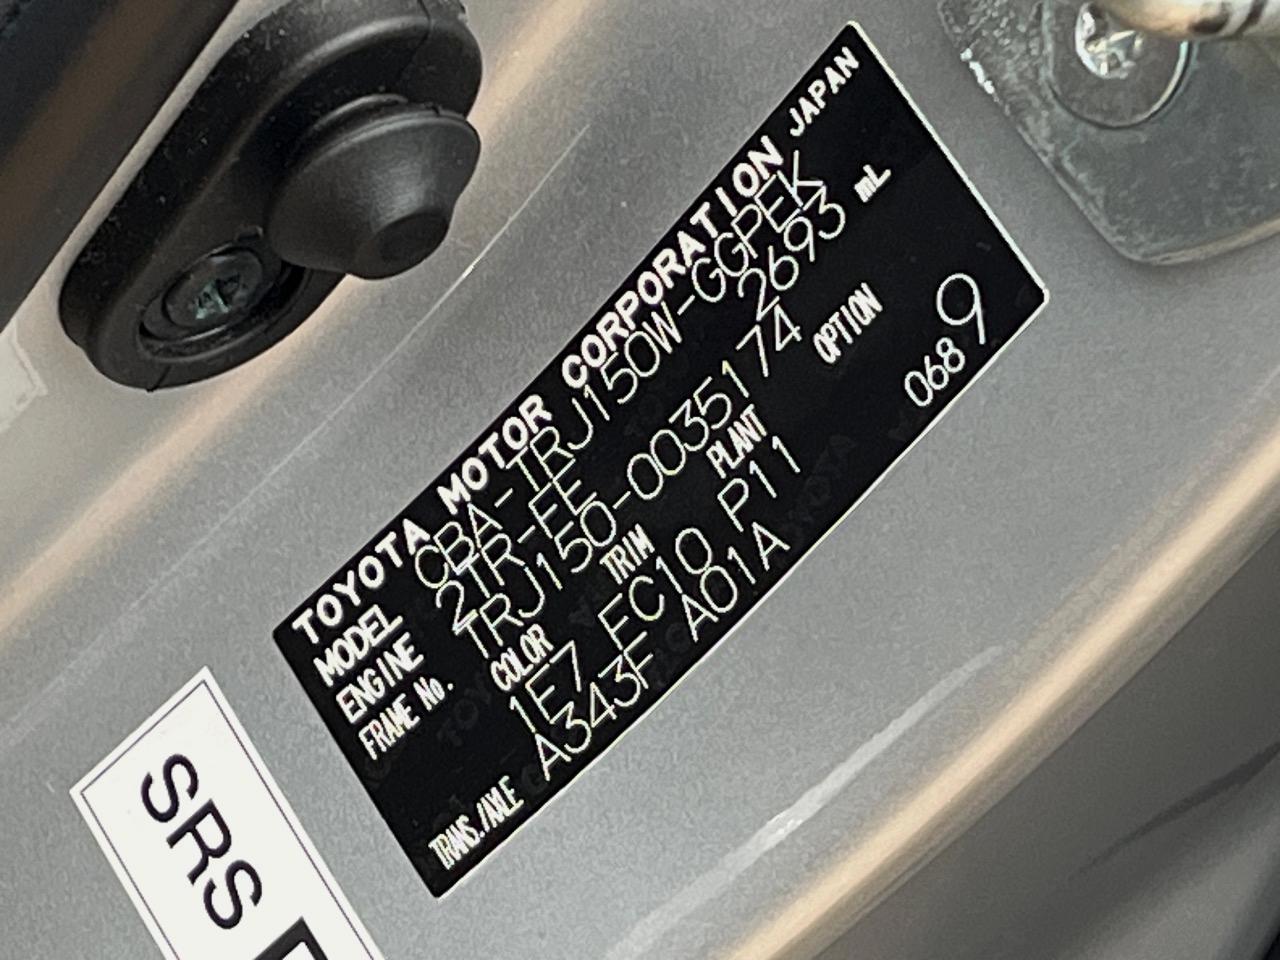 TOYOTA MOTOR CORPORATION JAPAN
MODEL CBA-TRJ150W-GGPEK
ENGINE 2TR-FE 2693 mL
FRAME No. TRJ150-0035174
COLOR TRIM PLANT OPTION
1E7 FC10 P11 9
TRANS./AXLE A343F A01A 0689
SRS